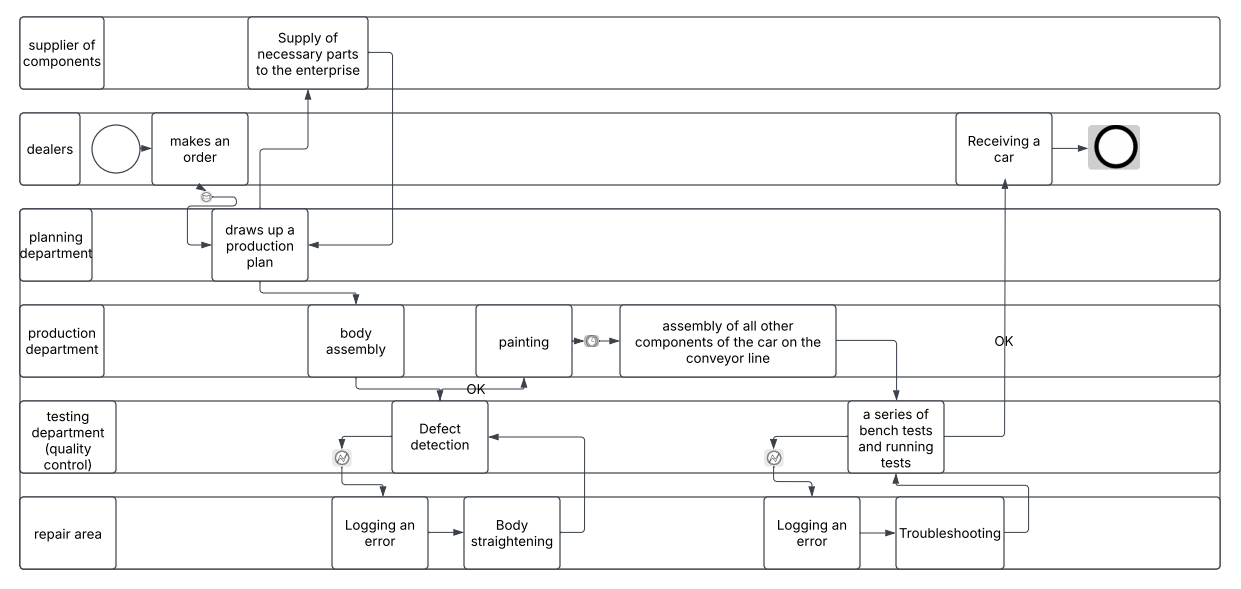 supplier of
components
Supply of
necessary parts
to the enterprise
dealers
makes an
order
Receiving a
car
planning
department
draws up a
production
plan
production
department
body
assembly
painting
assembly of all other
components of the car on the
conveyor line
OK
OK
testing
department
(quality
control)
Defect
detection
a series of
bench tests
and running
tests
repair area
Logging an
error
Body
straightening
Logging an
error
Troubleshooting